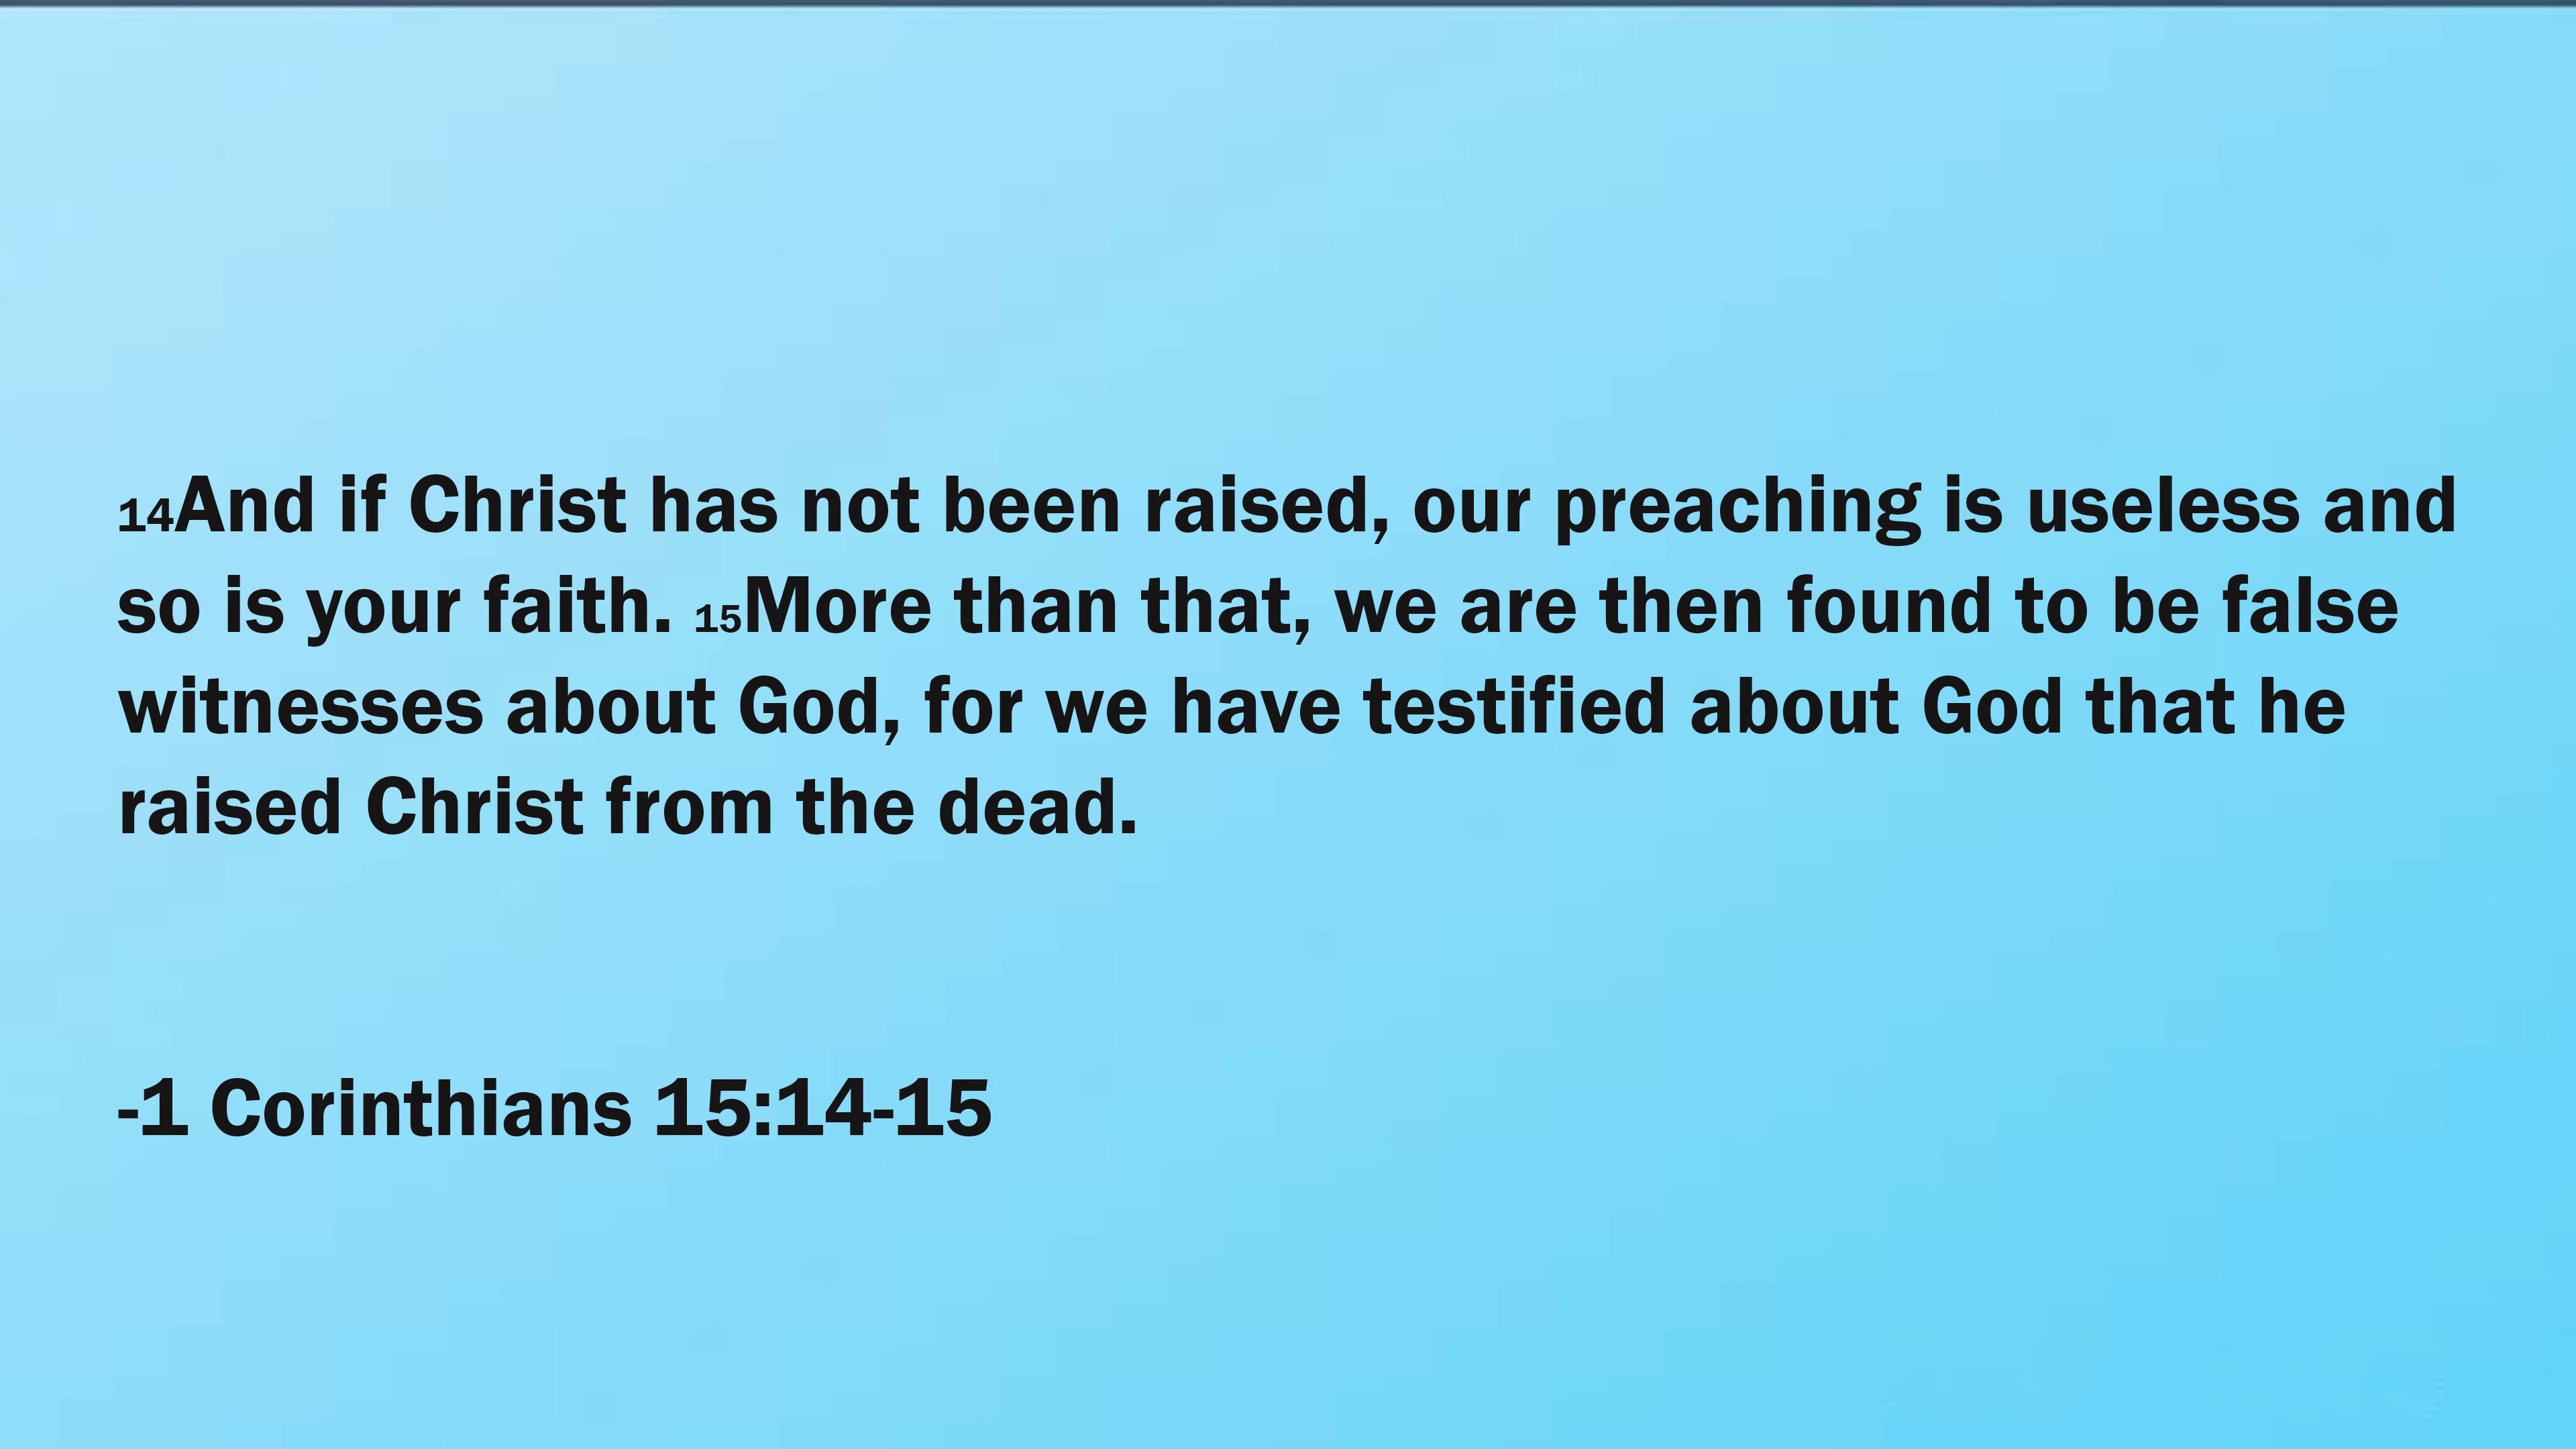 14And if Christ has not been raised, our preaching is useless and
so is your faith. 15More than that, we are then found to be false
witnesses about God, for we have testified about God that he
raised Christ from the dead.
-1 Corinthians 15:14-15